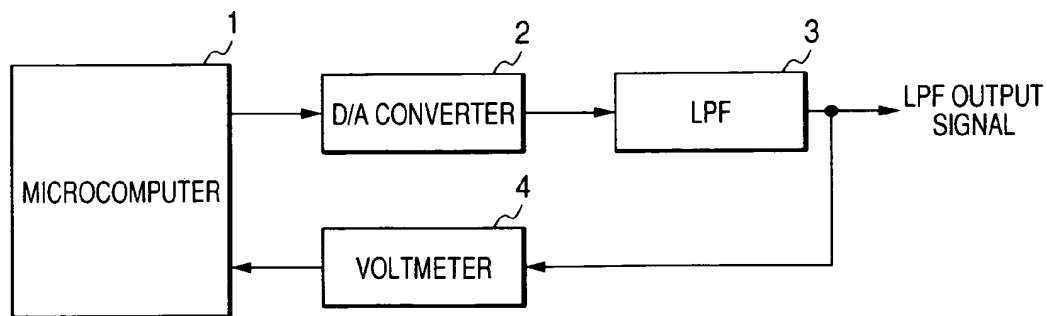 1
2
3
D/A CONVERTER
LPF
LPF OUTPUT
SIGNAL
MICROCOMPUTER
4
VOLTMETER